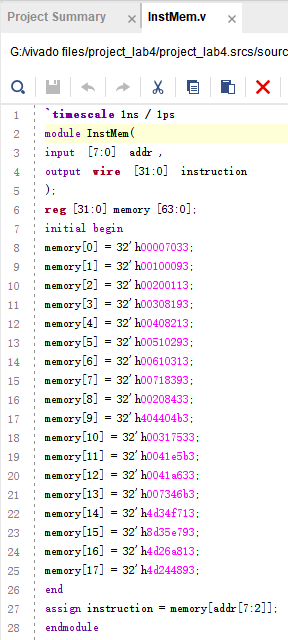 Project Summary × InstMem.v ×
G:/vivado files/project_lab4/project_lab4.srcs/sourc
1 `timescale 1ns / 1ps
2 module InstMem(
3 input [7:0] addr ,
4 output wire [31:0] instruction
5 );
6 reg [31:0] memory [63:0];
7 initial begin
8 memory[0] = 32'h00007033;
9 memory[1] = 32'h00100093;
10 memory[2] = 32'h00200113;
11 memory[3] = 32'h00308193;
12 memory[4] = 32'h00408213;
13 memory[5] = 32'h00510293;
14 memory[6] = 32'h00610313;
15 memory[7] = 32'h00718393;
16 memory[8] = 32'h00208433;
17 memory[9] = 32'h404404b3;
18 memory[10] = 32'h00317533;
19 memory[11] = 32'h0041e5b3;
20 memory[12] = 32'h0041a633;
21 memory[13] = 32'h007346b3;
22 memory[14] = 32'h4d34f713;
23 memory[15] = 32'h8d35e793;
24 memory[16] = 32'h4d26a813;
25 memory[17] = 32'h4d244893;
26 end
27 assign instruction = memory[addr[7:2]];
28 endmodule